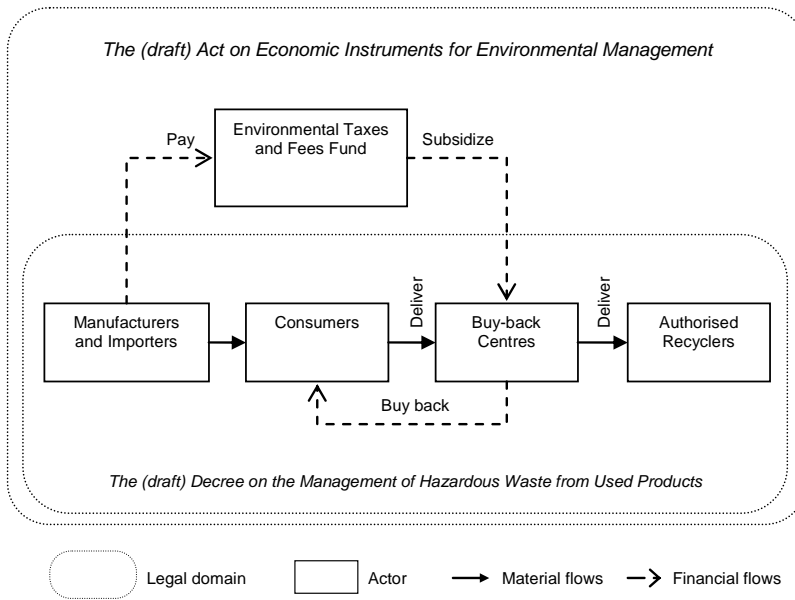 The (draft) Act on Economic Instruments for Environmental Management
Pay
Environmental Taxes
and Fees Fund
Subsidize
Manufacturers
and Importers
Consumers
Deliver
Buy-back
Centres
Deliver
Authorised
Recyclers
Buy back
The (draft) Decree on the Management of Hazardous Waste from Used Products
Legal domain
Actor
Material flows
Financial flows